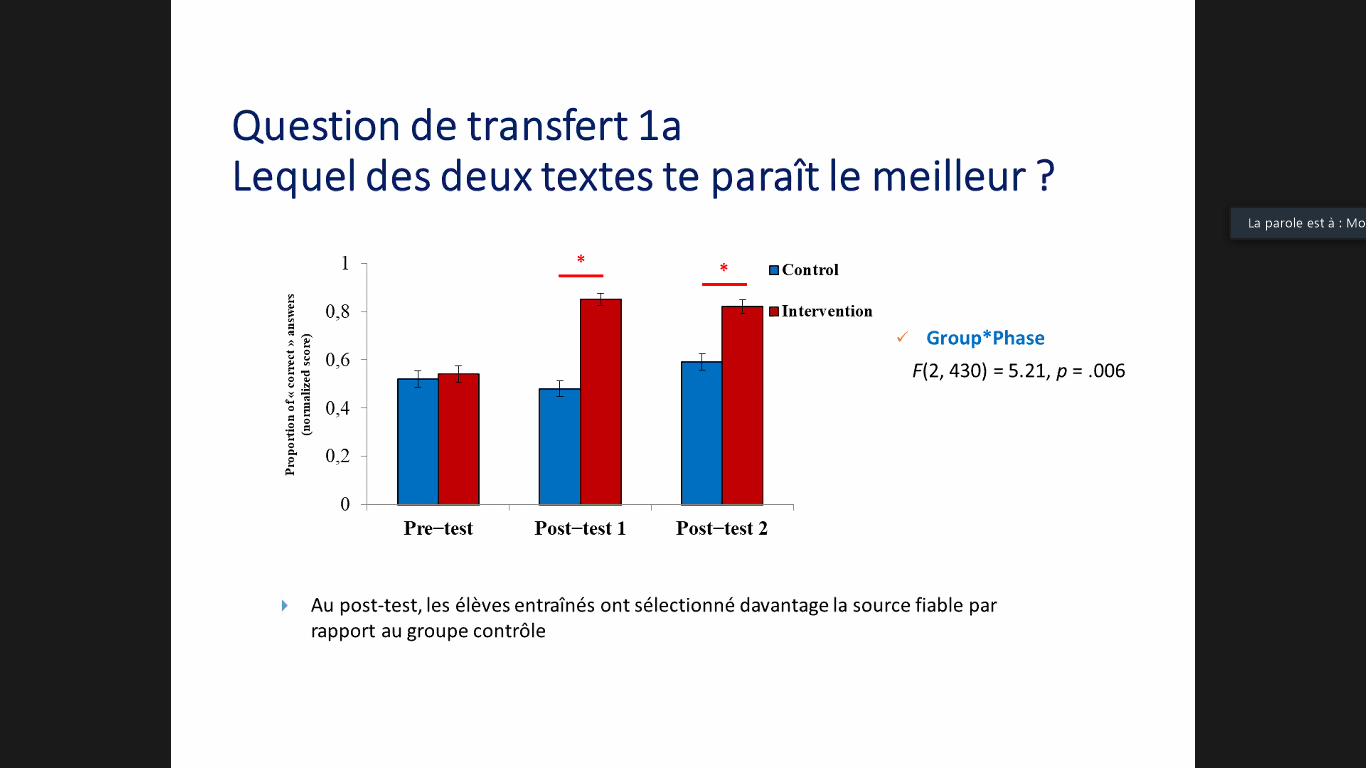 Question de transfert 1a
Lequel des deux textes te paraît le meilleur ?
La parole est à : Mo
Proportion of « correct » answers
(normalized score)
1
0,8
0,6
0,4
0,2
0
*
*
Control
Intervention
Pre−test
Post−test 1
Post−test 2
Group*Phase
F(2, 430) = 5.21, p = .006
Au post-test, les élèves entraînés ont sélectionné davantage la source fiable par
rapport au groupe contrôle